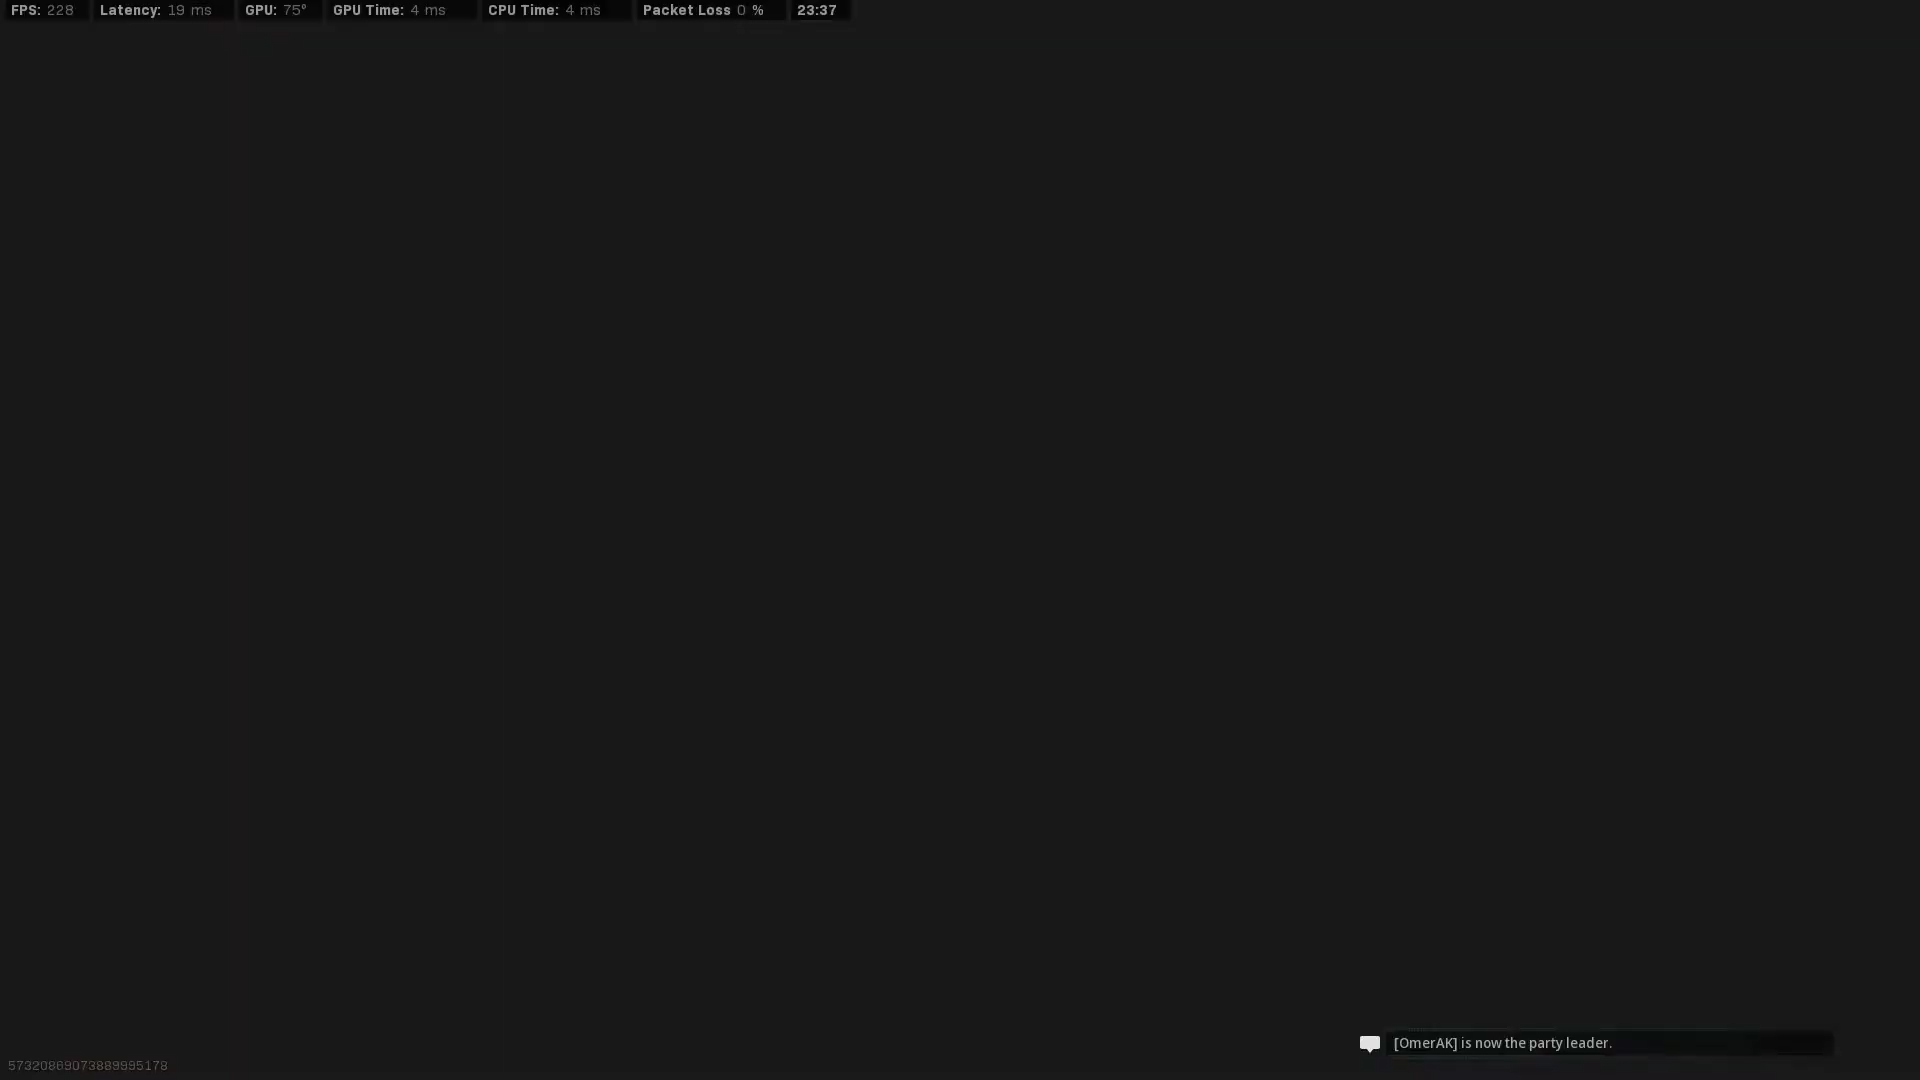 FPS: 228 Latency: 19 ms GPU: 75° GPU Time: 4 ms CPU Time: 4 ms Packet Loss 0 % 23:37
[OmerAK] is now the party leader.
57320869073889995178